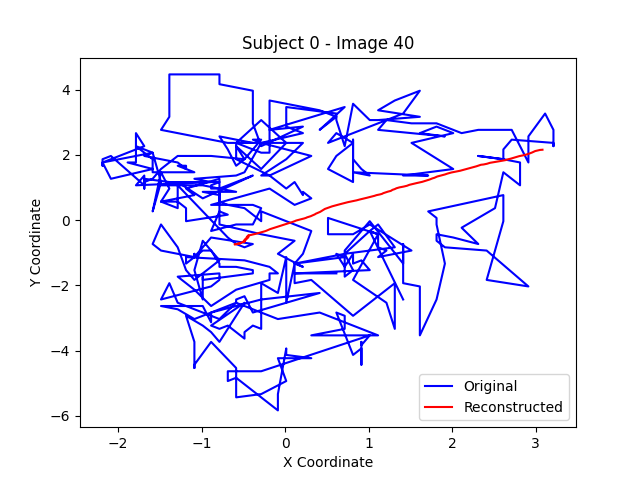 Subject 0 - Image 40
4
2
0
−2
−4
−6
Y Coordinate
−2
−1
0
1
2
3
X Coordinate
Original
Reconstructed